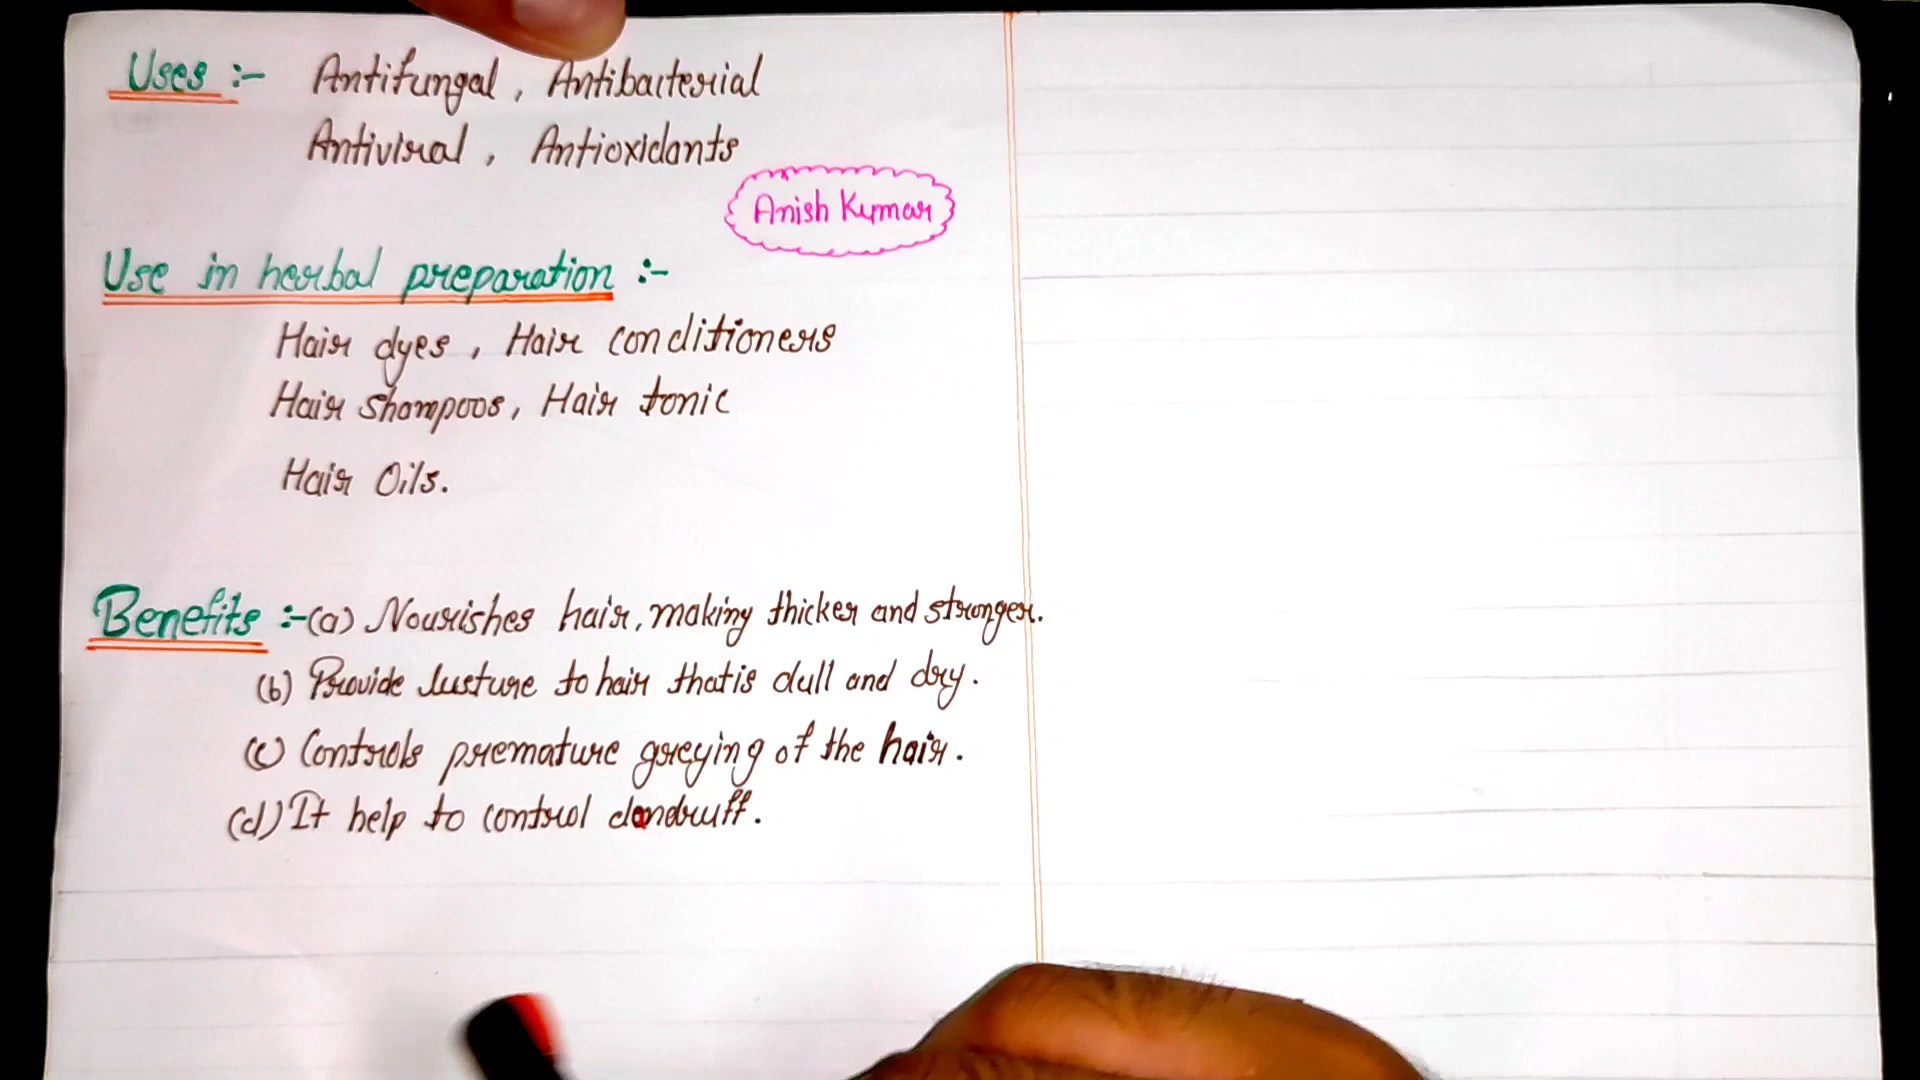 Uses :- Antifungal, Antibacterial
Antiviral, Antioxidants
Anish Kumar
Use in herbal preparation :-
Hair dyes, Hair conditioners
Hair shampoos, Hair tonic
Hair Oils.
Benefits :- (a) Nourishes hair, making thicker and stronger.
(b) Provide lusture to hair that is dull and dry.
(c) Controls premature greying of the hair.
(d) It help to control dandruff.